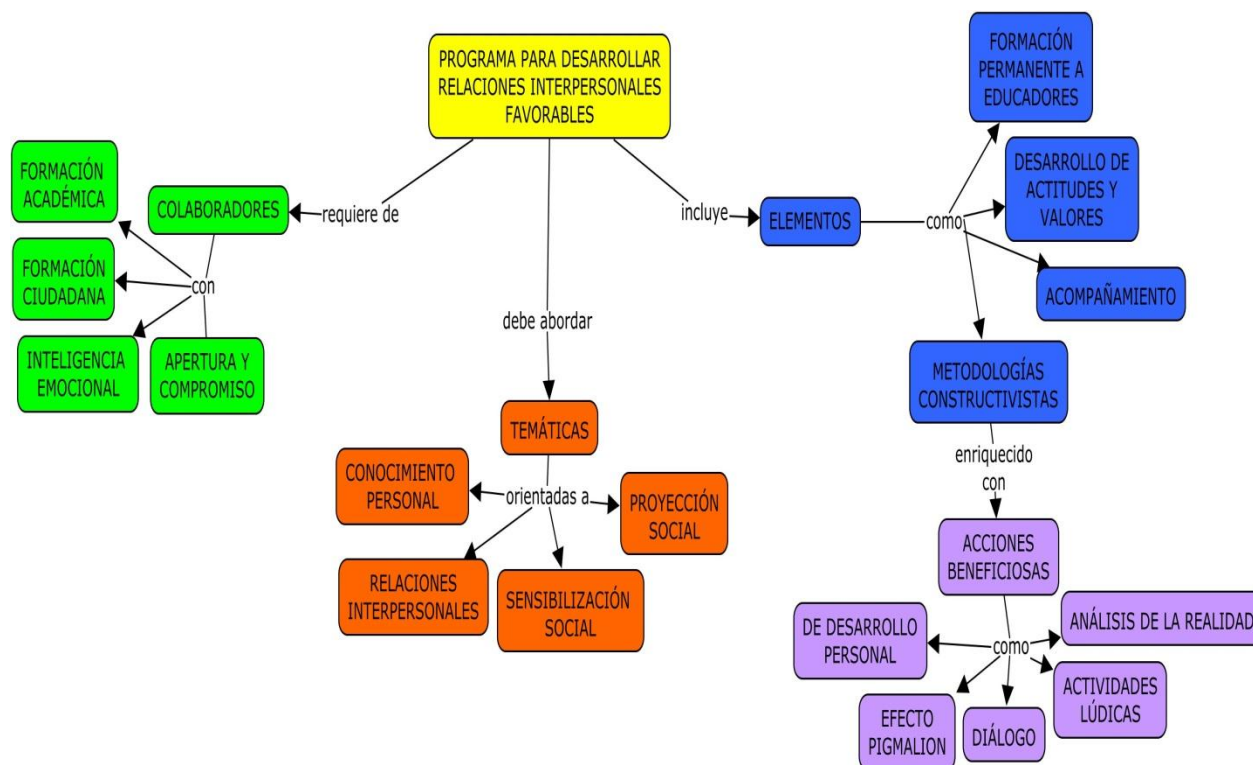 PROGRAMA PARA DESARROLLAR
RELACIONES INTERPERSONALES
FAVORABLES
requiere de
COLABORADORES
con
FORMACIÓN
ACADÉMICA
FORMACIÓN
CIUDADANA
INTELIGENCIA
EMOCIONAL
APERTURA Y
COMPROMISO
debe abordar
TEMÁTICAS
orientadas a
CONOCIMIENTO
PERSONAL
RELACIONES
INTERPERSONALES
SENSIBILIZACIÓN
SOCIAL
PROYECCIÓN
SOCIAL
incluye
ELEMENTOS
como
FORMACIÓN
PERMANENTE A
EDUCADORES
DESARROLLO DE
ACTITUDES Y
VALORES
ACOMPAÑAMIENTO
METODOLOGÍAS
CONSTRUCTIVISTAS
enriquecido
con
ACCIONES
BENEFICIOSAS
como
DE DESARROLLO
PERSONAL
EFECTO
PIGMALION
DIÁLOGO
ACTIVIDADES
LÚDICAS
ANÁLISIS DE LA REALIDAD